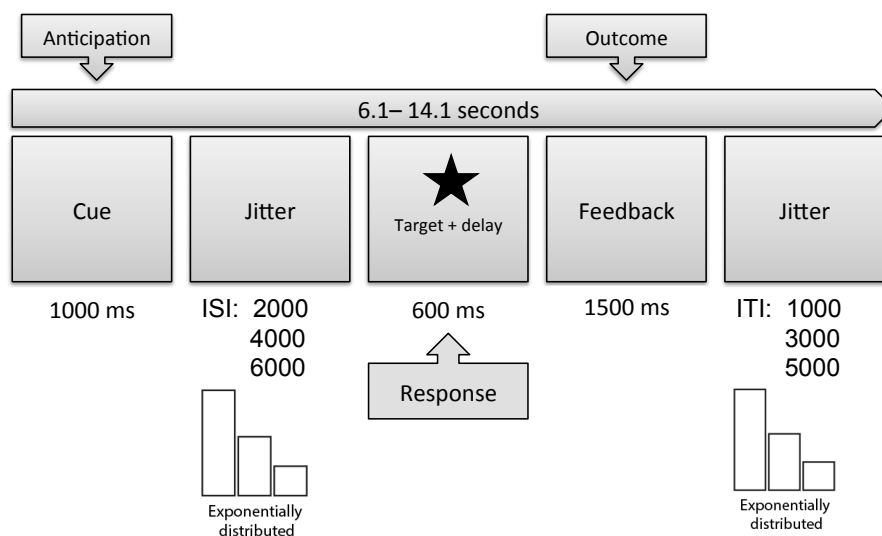 Anticipation
Outcome
6.1– 14.1 seconds
Cue
Jitter
Target + delay
Feedback
Jitter
1000 ms
ISI: 2000
4000
6000
600 ms
1500 ms
ITI: 1000
3000
5000
Response
Exponentially
distributed
Exponentially
distributed